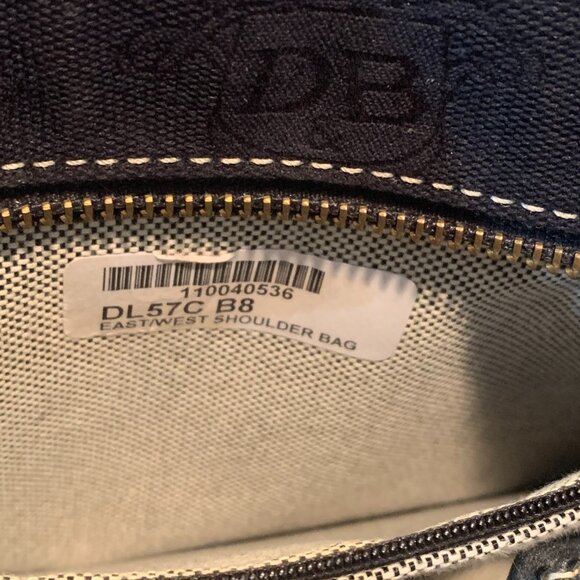 DB
110040536
DL57C B8
EAST/WEST SHOULDER BAG